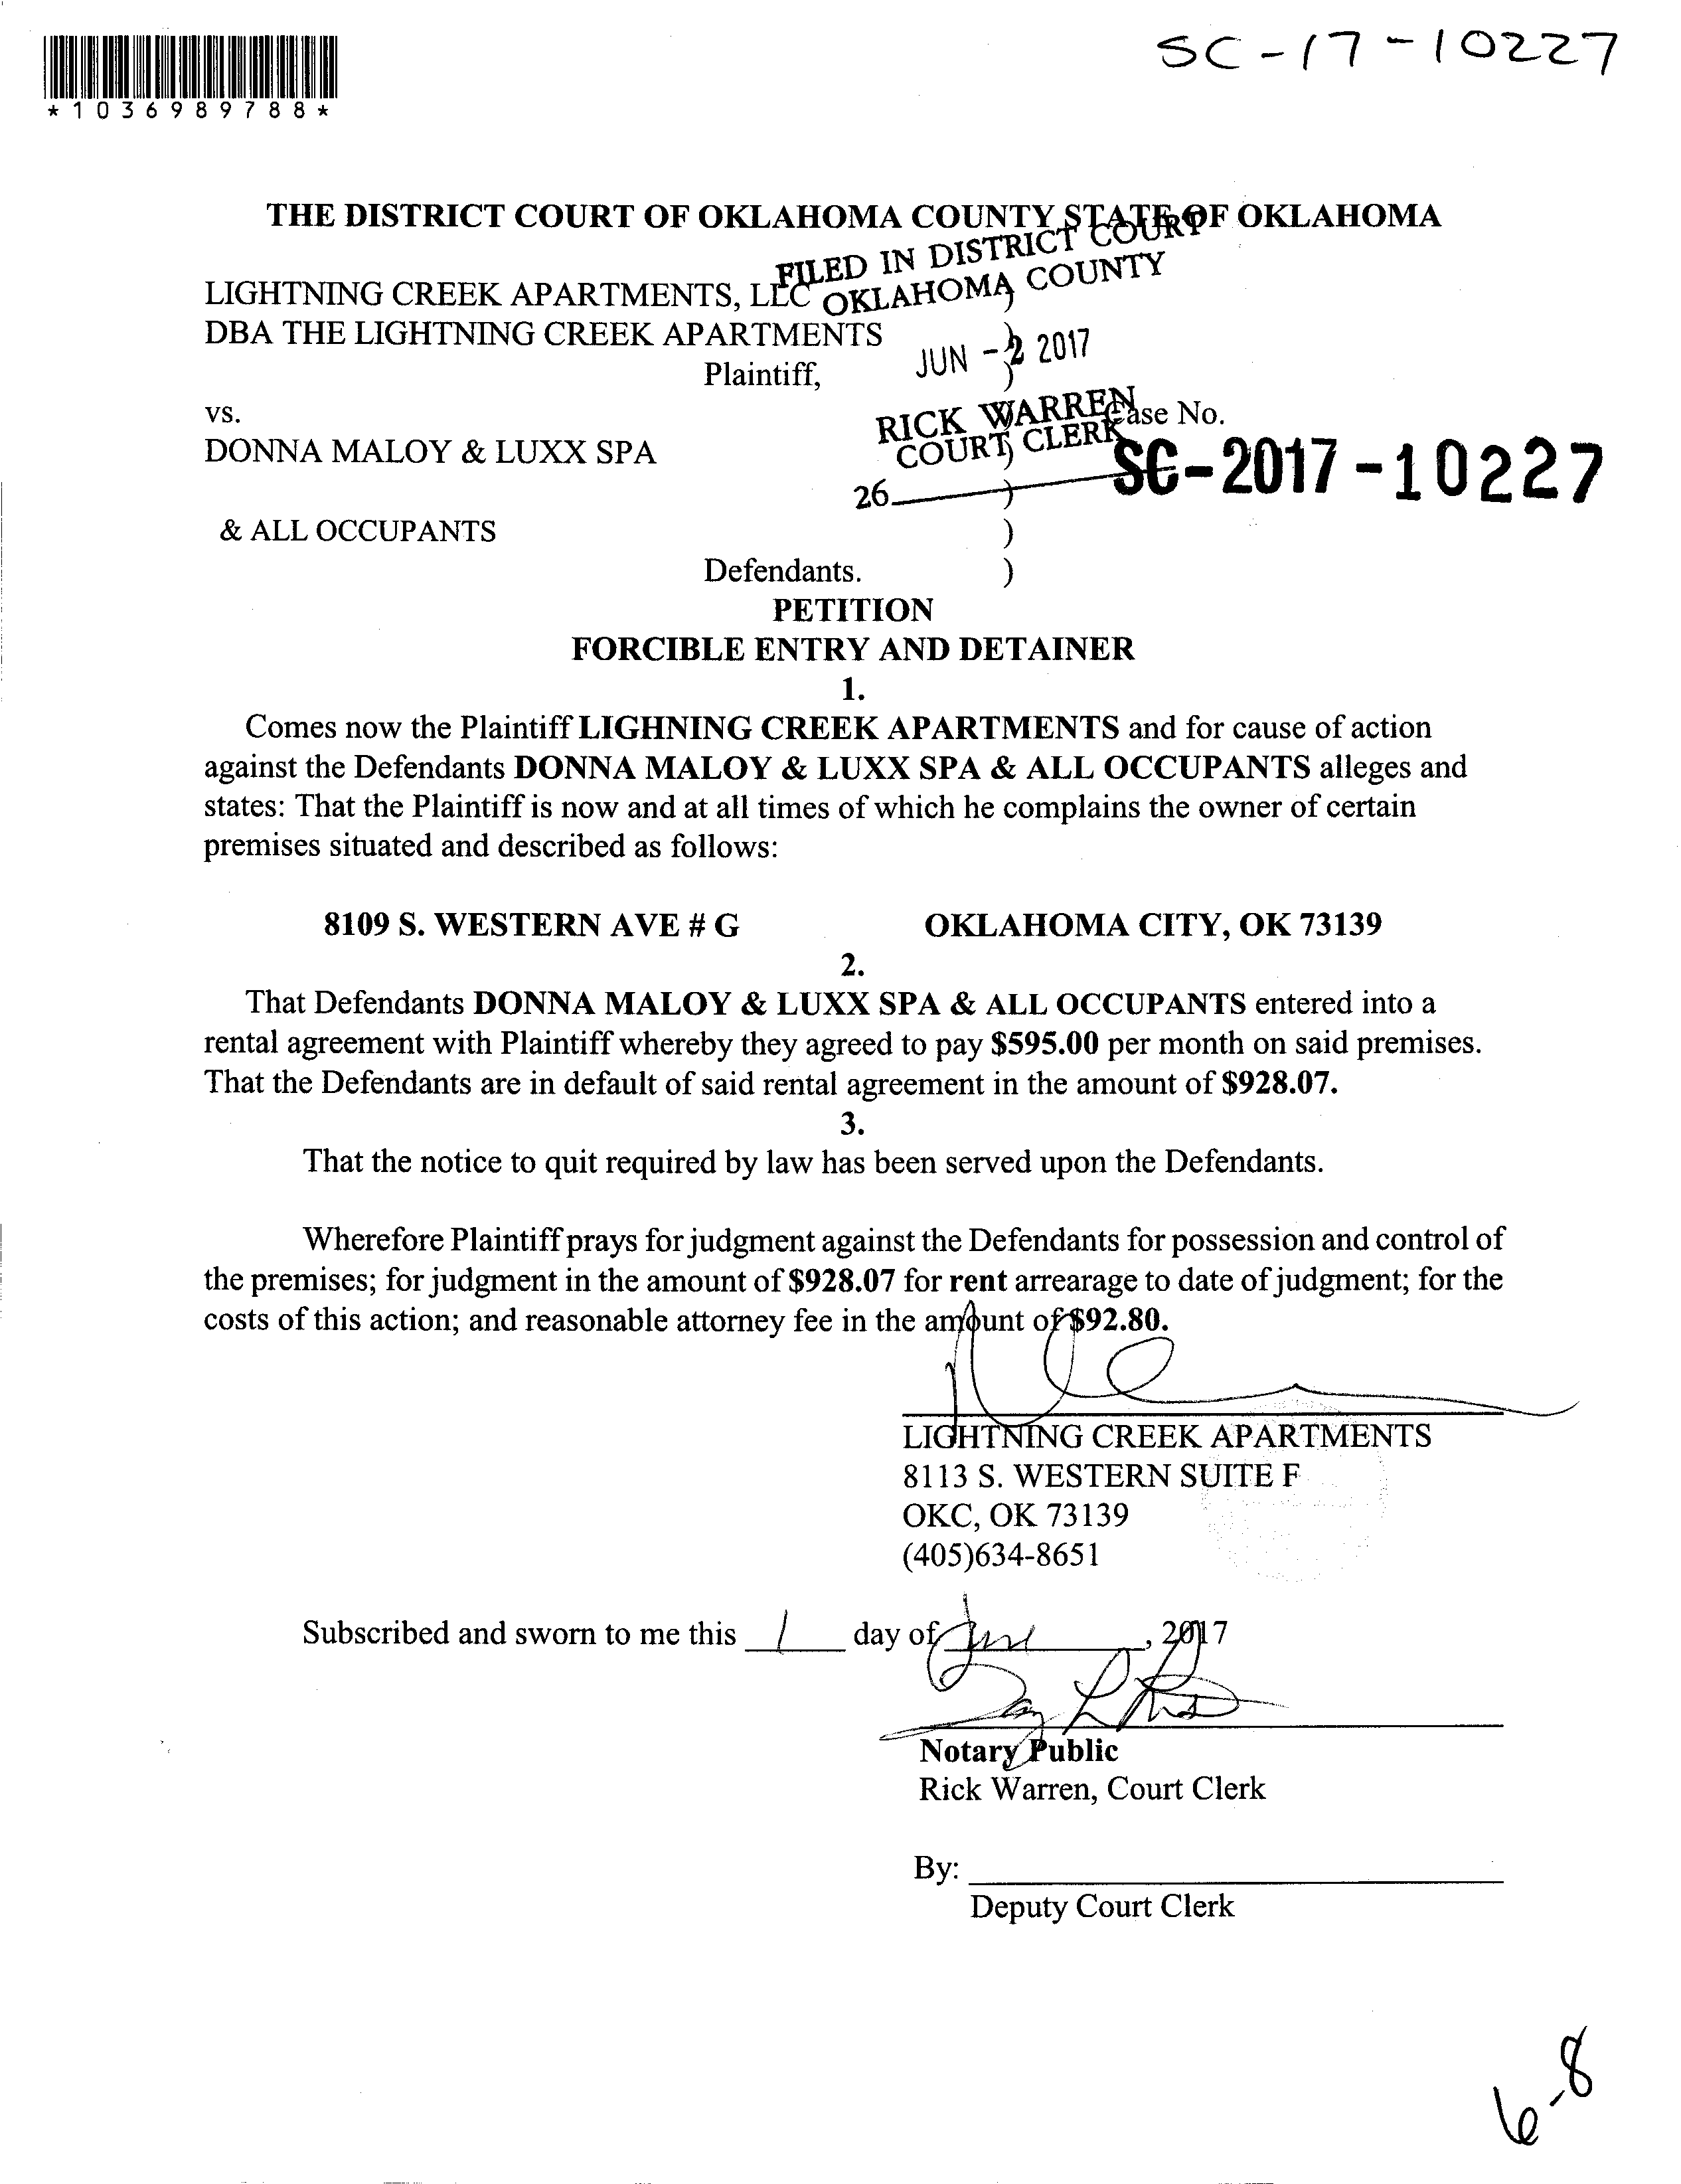 SC-17-10227
*1036989788*
THE DISTRICT COURT OF OKLAHOMA COUNTY STATE OF OKLAHOMA
FILED IN DISTRICT COURT
OKLAHOMA COUNTY
LIGHTNING CREEK APARTMENTS, LLC )
DBA THE LIGHTNING CREEK APARTMENTS )
JUN - 2 2017
Plaintiff, )
RICK WARREN
COURT CLERK
vs. Case No.
DONNA MALOY & LUXX SPA )
SC-2017-10227
26 )
& ALL OCCUPANTS )
Defendants. )
PETITION
FORCIBLE ENTRY AND DETAINER
1.
Comes now the Plaintiff LIGHNING CREEK APARTMENTS and for cause of action
against the Defendants DONNA MALOY & LUXX SPA & ALL OCCUPANTS alleges and
states: That the Plaintiff is now and at all times of which he complains the owner of certain
premises situated and described as follows:
8109 S. WESTERN AVE # G OKLAHOMA CITY, OK 73139
2.
That Defendants DONNA MALOY & LUXX SPA & ALL OCCUPANTS entered into a
rental agreement with Plaintiff whereby they agreed to pay $595.00 per month on said premises.
That the Defendants are in default of said rental agreement in the amount of $928.07.
3.
That the notice to quit required by law has been served upon the Defendants.
Wherefore Plaintiff prays for judgment against the Defendants for possession and control of
the premises; for judgment in the amount of $928.07 for rent arrearage to date of judgment; for the
costs of this action; and reasonable attorney fee in the amount of $92.80.
LIGHTNING CREEK APARTMENTS
8113 S. WESTERN SUITE F
OKC, OK 73139
(405)634-8651
Subscribed and sworn to me this 1 day of June, 2017
Notary Public
Rick Warren, Court Clerk
By:
Deputy Court Clerk
6-8